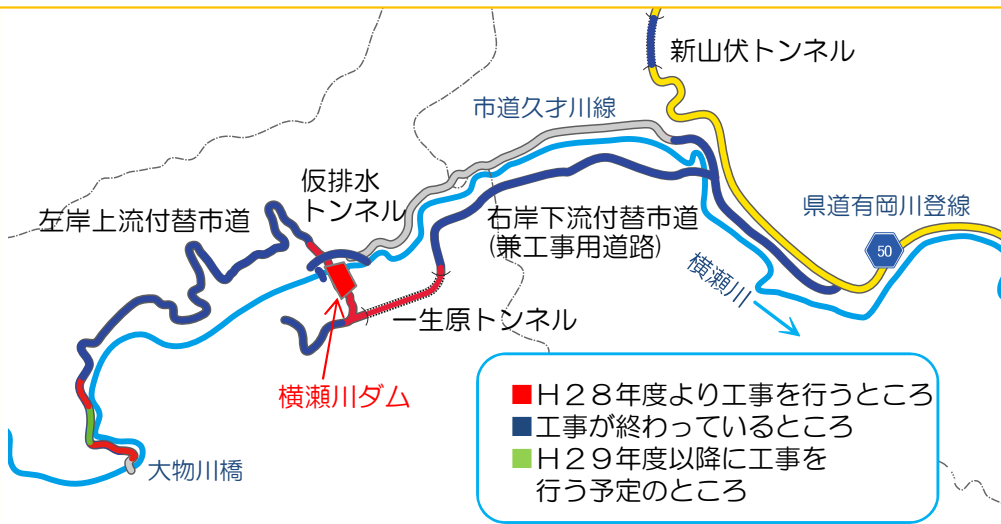 新山伏トンネル
市道久才川線
仮排水
トンネル
左岸上流付替市道
右岸下流付替市道
(兼工事用道路)
県道有岡川登線
50
横瀬川
一生原トンネル
横瀬川ダム
大物川橋
■H28年度より工事を行うところ
■工事が終わっているところ
■H29年度以降に工事を
行う予定のところ